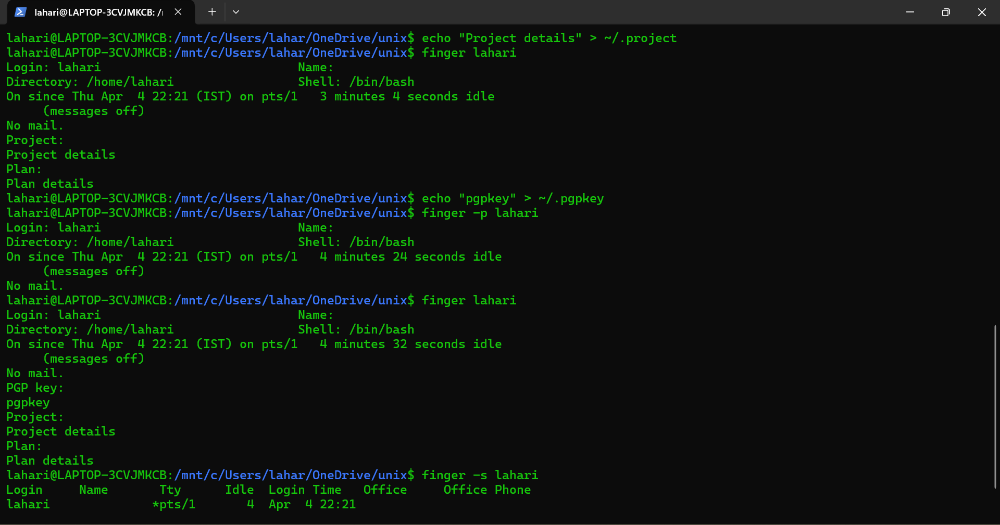 lahari@LAPTOP-3CVJMKCB: /
lahari@LAPTOP-3CVJMKCB:/mnt/c/Users/lahar/OneDrive/unix$ echo "Project details" > ~/.project
lahari@LAPTOP-3CVJMKCB:/mnt/c/Users/lahar/OneDrive/unix$ finger lahari
Login: lahari                           Name:
Directory: /home/lahari                 Shell: /bin/bash
On since Thu Apr  4 22:21 (IST) on pts/1   3 minutes 4 seconds idle
     (messages off)
No mail.
Project:
Project details
Plan:
Plan details
lahari@LAPTOP-3CVJMKCB:/mnt/c/Users/lahar/OneDrive/unix$ echo "pgpkey" > ~/.pgpkey
lahari@LAPTOP-3CVJMKCB:/mnt/c/Users/lahar/OneDrive/unix$ finger -p lahari
Login: lahari                           Name:
Directory: /home/lahari                 Shell: /bin/bash
On since Thu Apr  4 22:21 (IST) on pts/1   4 minutes 24 seconds idle
     (messages off)
No mail.
lahari@LAPTOP-3CVJMKCB:/mnt/c/Users/lahar/OneDrive/unix$ finger lahari
Login: lahari                           Name:
Directory: /home/lahari                 Shell: /bin/bash
On since Thu Apr  4 22:21 (IST) on pts/1   4 minutes 32 seconds idle
     (messages off)
No mail.
PGP key:
pgpkey
Project:
Project details
Plan:
Plan details
lahari@LAPTOP-3CVJMKCB:/mnt/c/Users/lahar/OneDrive/unix$ finger -s lahari
Login     Name       Tty      Idle  Login Time   Office     Office Phone
lahari              *pts/1       4  Apr  4 22:21